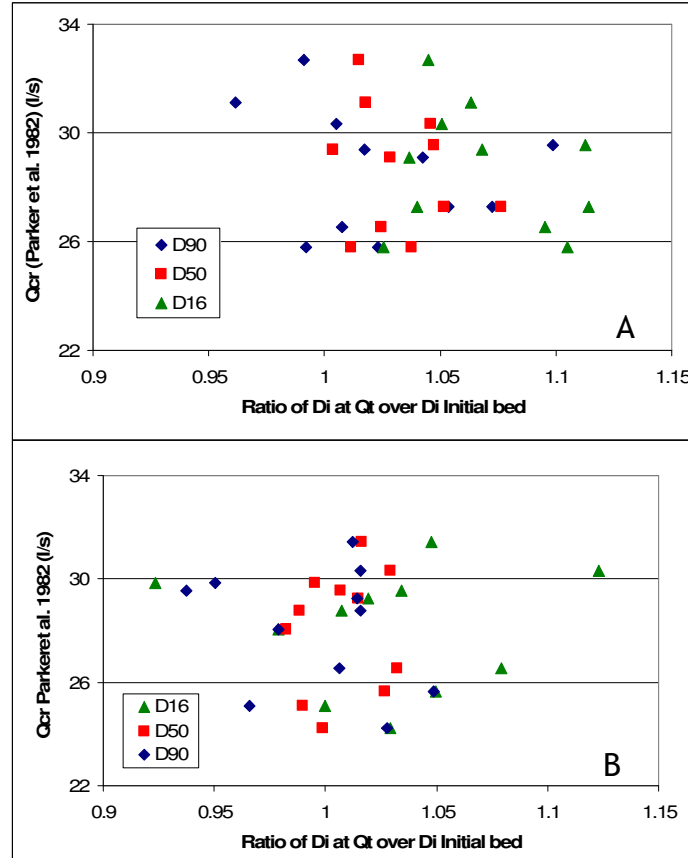 34
30
26
22
Qcr (Parker et al. 1982) (l/s)
D90
D50
D16
A
0.9 0.95 1 1.05 1.1 1.15
Ratio of Di at Qt over Di Initial bed
34
30
26
22
Qcr Parkeret al. 1982 (l/s)
D16
D50
D90
B
0.9 0.95 1 1.05 1.1 1.15
Ratio of Di at Qt over Di Initial bed